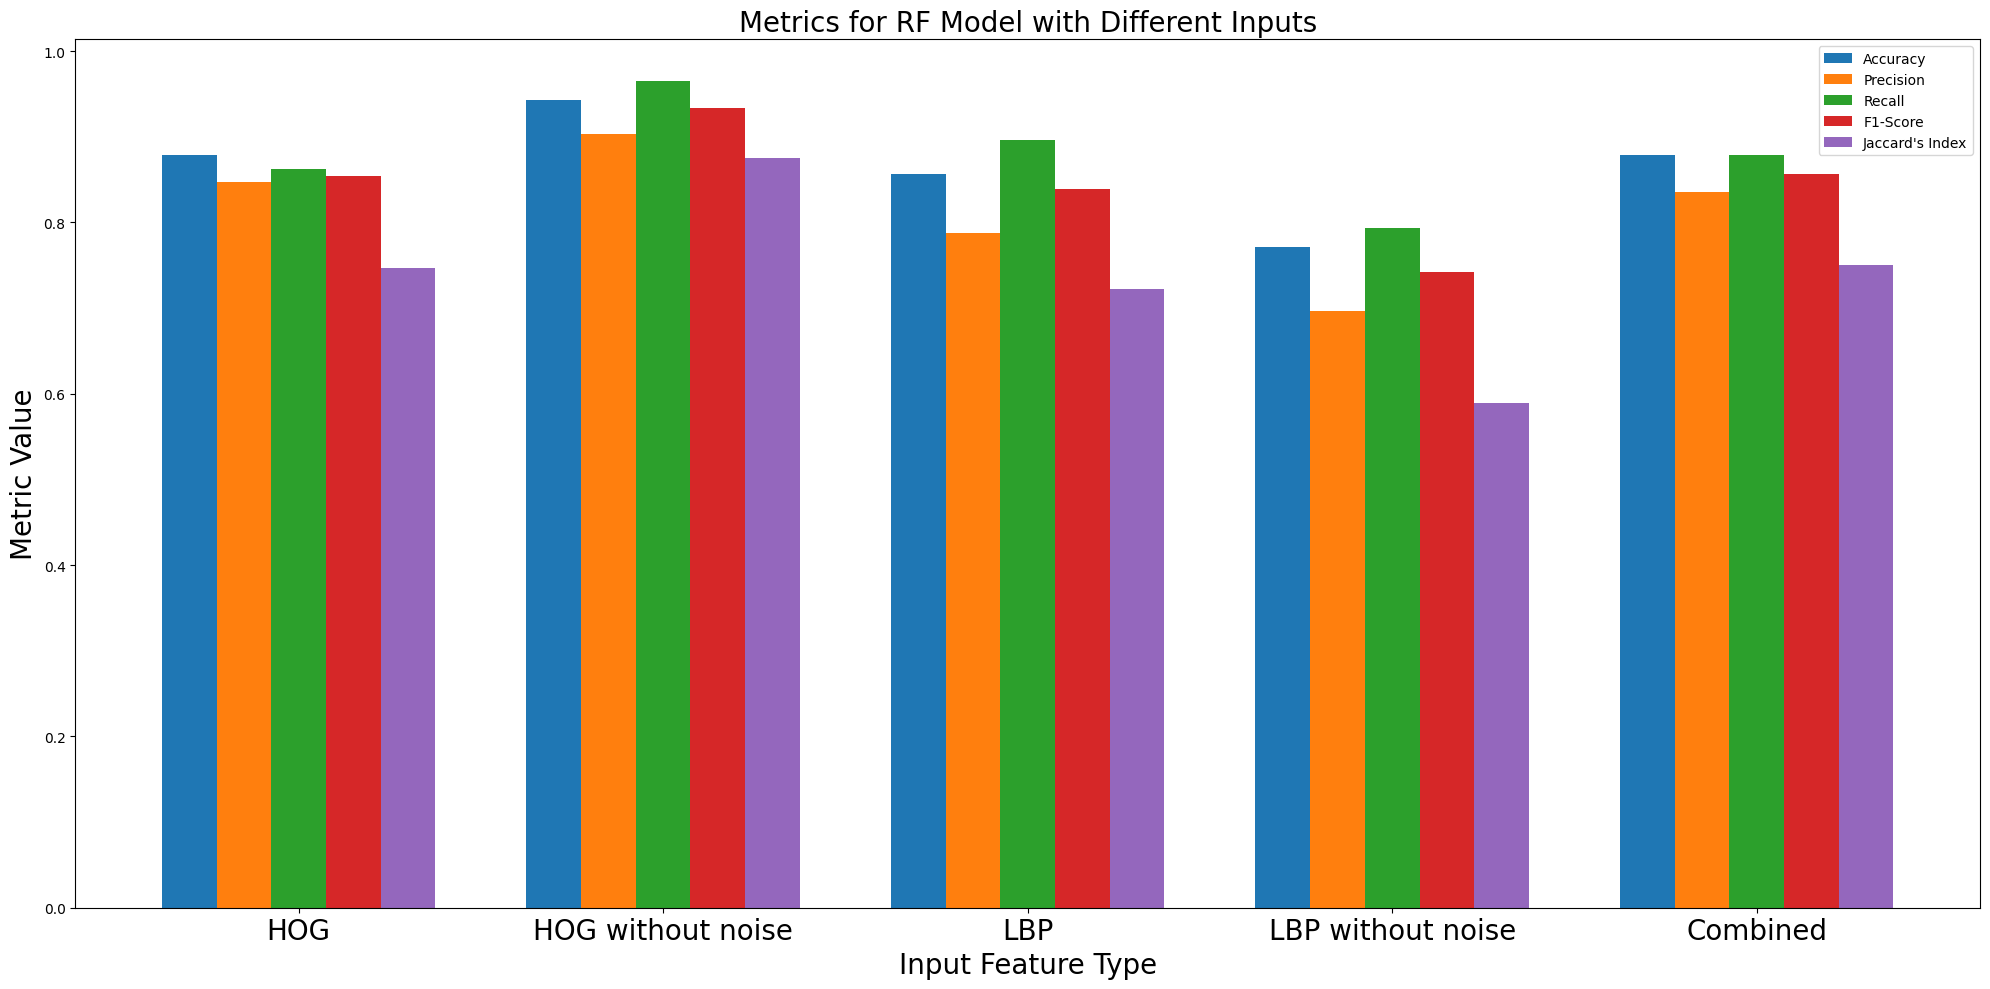 Metrics for RF Model with Different Inputs
1.0
0.8
0.6
0.4
0.2
0.0
Metric Value
Accuracy
Precision
Recall
F1-Score
Jaccard's Index
HOG
HOG without noise
LBP
LBP without noise
Combined
Input Feature Type